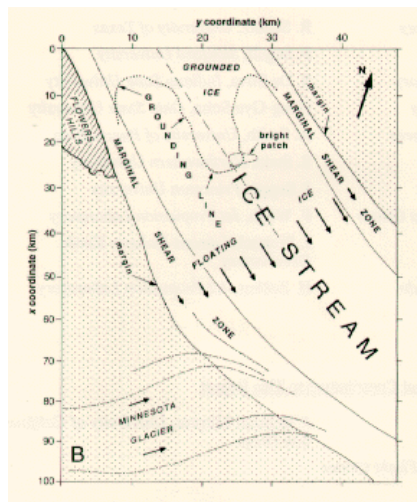 y coordinate (km)
0 10 20 30 40
0
10
20
30
40
50
60
70
80
90
100
x coordinate (km)
GROUNDED
ICE
N
margin
FLOWERS
HILLS
MARGINAL
SHEAR
ZONE
GROUNDING LINE
bright
patch
MARGINAL
SHEAR
ZONE
ICE STREAM
FLOATING ICE
margin
MINNESOTA
GLACIER
B